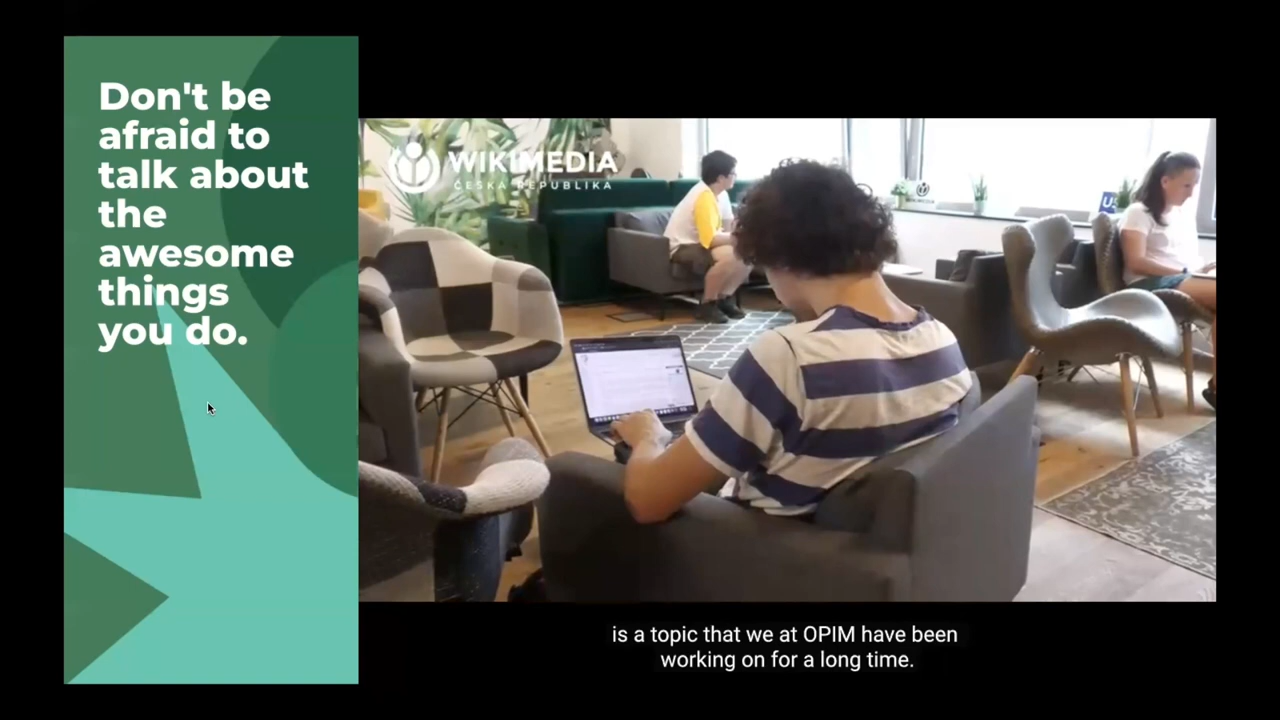 Don't be
afraid to
talk about
the
awesome
things
you do.
WIKIMEDIA
ČESKÁ REPUBLIKA
is a topic that we at OPIM have been
working on for a long time.